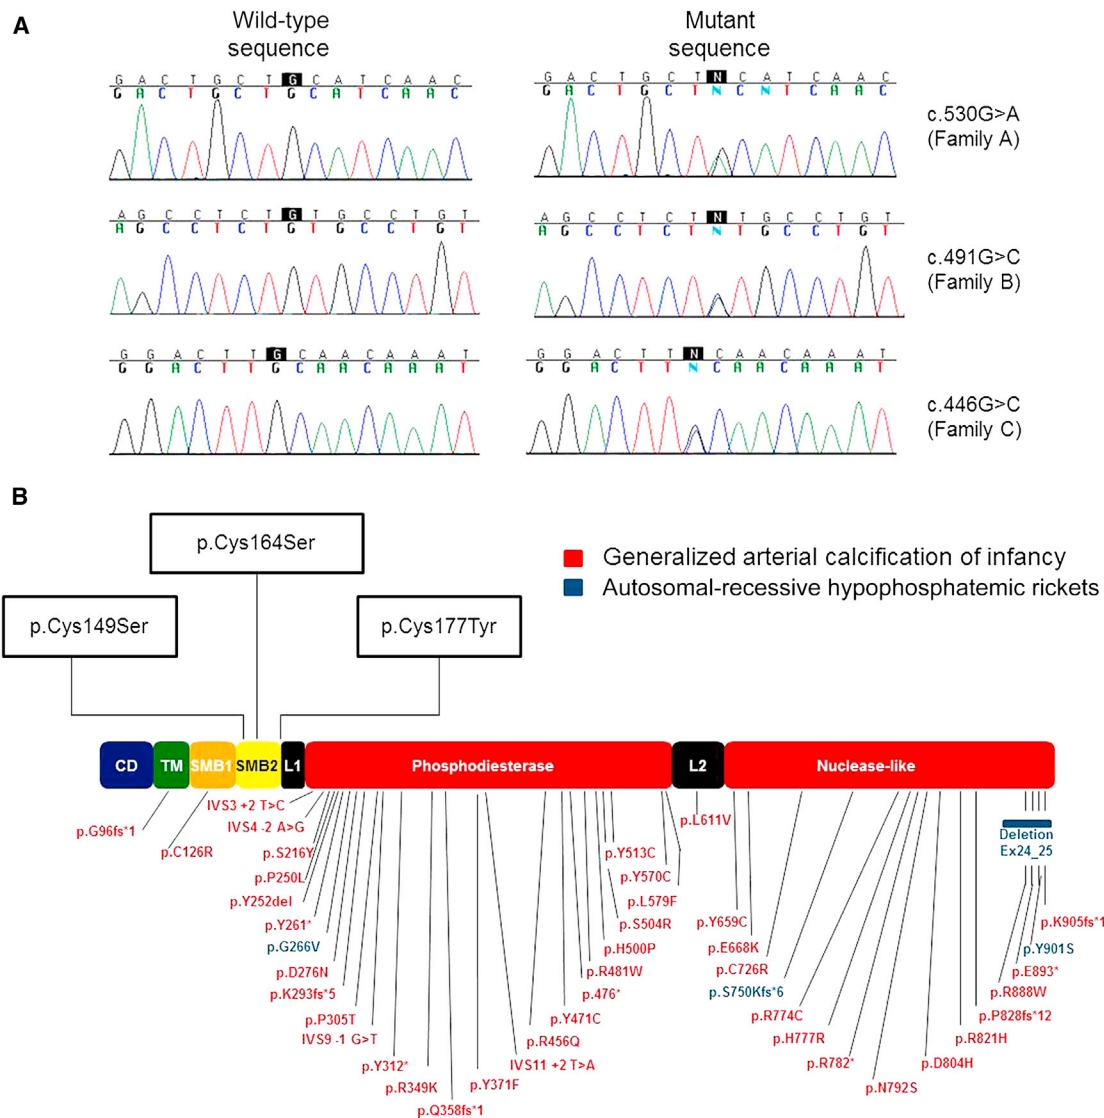 A
Wild-type
sequence
Mutant
sequence
G A C T G C T G C A T C A A C
G A C T G C T G C A T C A A C
G A C T G C T N C A T C A A C
G A C T G C T N C N T C A A C
c.530G>A
(Family A)
A G C C T C T G T G C C T G T
A G C C T C T G T G C C T G T
A G C C T C T N T G C C T G T
A G C C T C T N T G C C T G T
c.491G>C
(Family B)
G G A C T T G C A A C A A A T
G G A C T T G C A A C A A A T
G G A C T T N C A A C A A A T
G G A C T T N C A A C A A A T
c.446G>C
(Family C)
B
p.Cys164Ser
p.Cys149Ser
p.Cys177Tyr
Generalized arterial calcification of infancy
Autosomal-recessive hypophosphatemic rickets
CD TM SMB1 SMB2 L1 Phosphodiesterase L2 Nuclease-like
p.G96fs*1
p.C126R
IVS3 +2 T>C
IVS4 -2 A>G
p.S216Y
p.P250L
p.Y252del
p.Y261*
p.G266V
p.D276N
p.K293fs*5
p.P305T
IVS9 -1 G>T
p.Y312*
p.R349K
p.Q358fs*1
p.Y371F
IVS11 +2 T>A
p.R456Q
p.Y471C
p.476*
p.R481W
p.H500P
p.S504R
p.Y513C
p.Y570C
p.L579F
p.L611V
p.Y659C
p.E668K
p.C726R
p.S750Kfs*6
p.R774C
p.H777R
p.R782*
p.N792S
p.D804H
p.R821H
p.P828fs*12
p.R888W
p.E893*
p.Y901S
p.K905fs*1
Deletion
Ex24_25